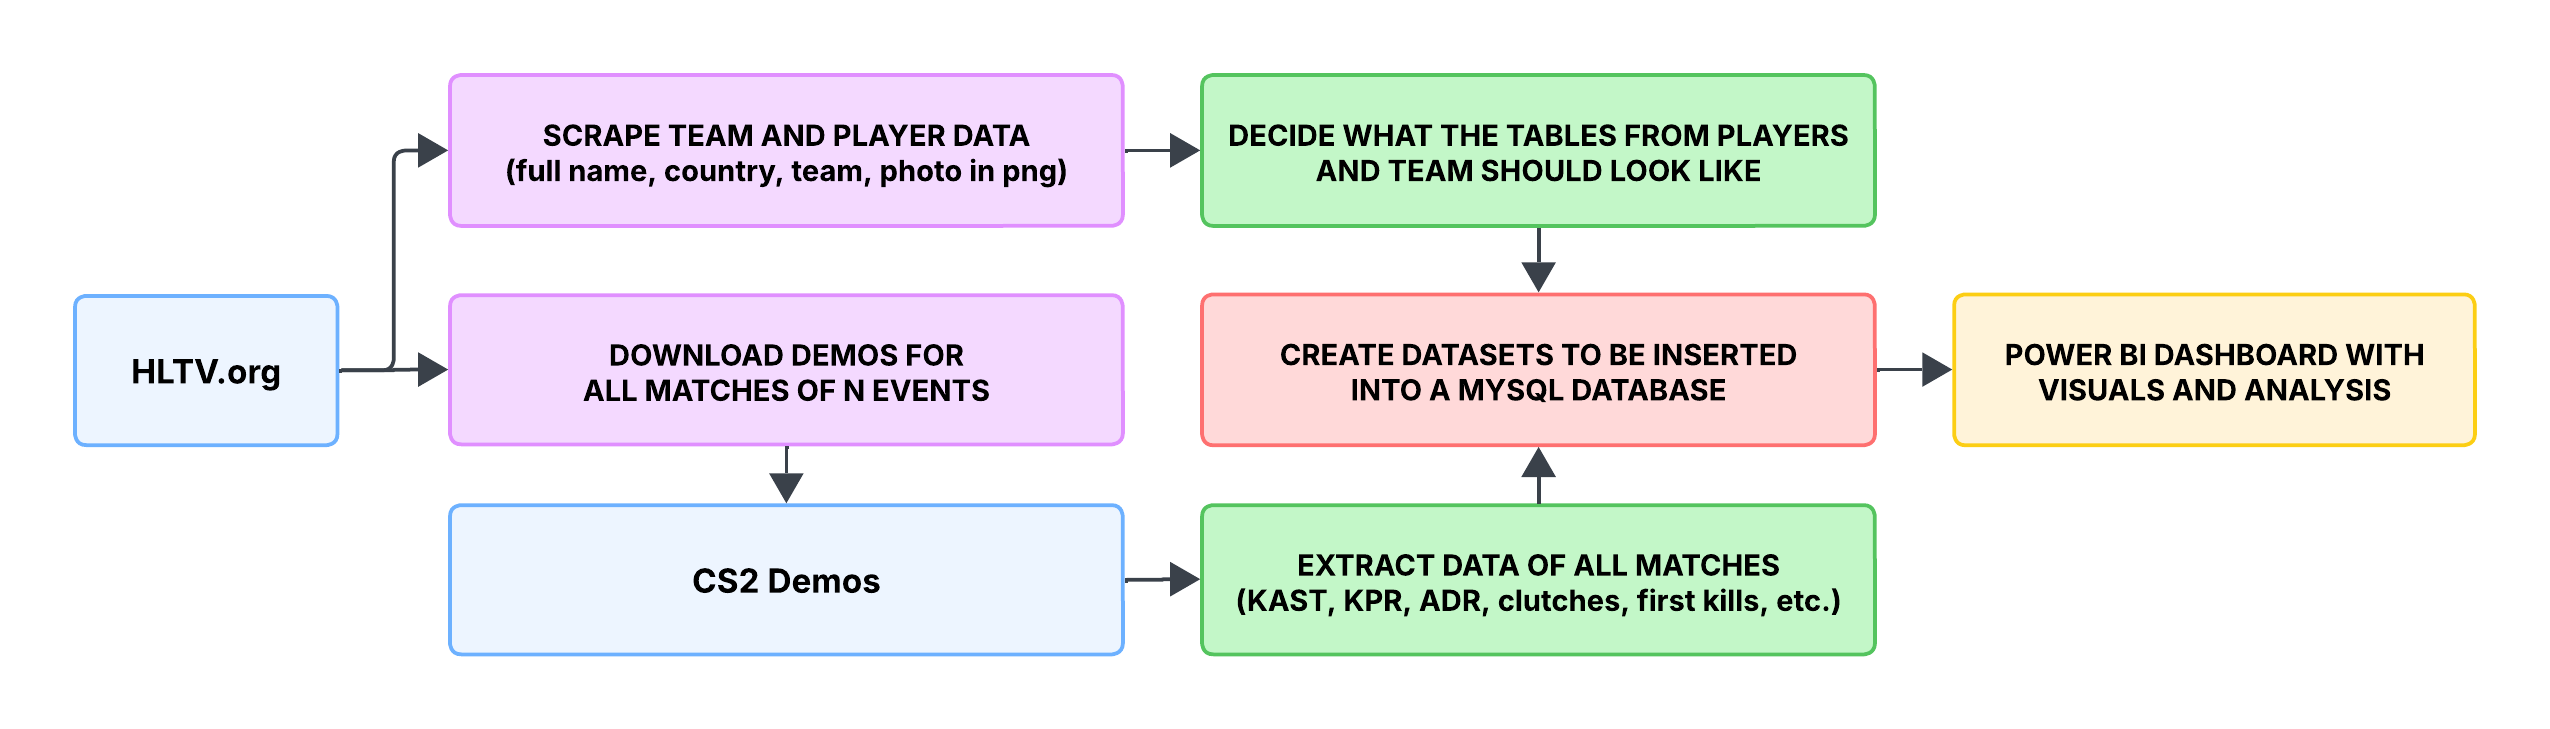 SCRAPE TEAM AND PLAYER DATA
(full name, country, team, photo in png)
DECIDE WHAT THE TABLES FROM PLAYERS
AND TEAM SHOULD LOOK LIKE
HLTV.org
DOWNLOAD DEMOS FOR
ALL MATCHES OF N EVENTS
CREATE DATASETS TO BE INSERTED
INTO A MYSQL DATABASE
POWER BI DASHBOARD WITH
VISUALS AND ANALYSIS
CS2 Demos
EXTRACT DATA OF ALL MATCHES
(KAST, KPR, ADR, clutches, first kills, etc.)